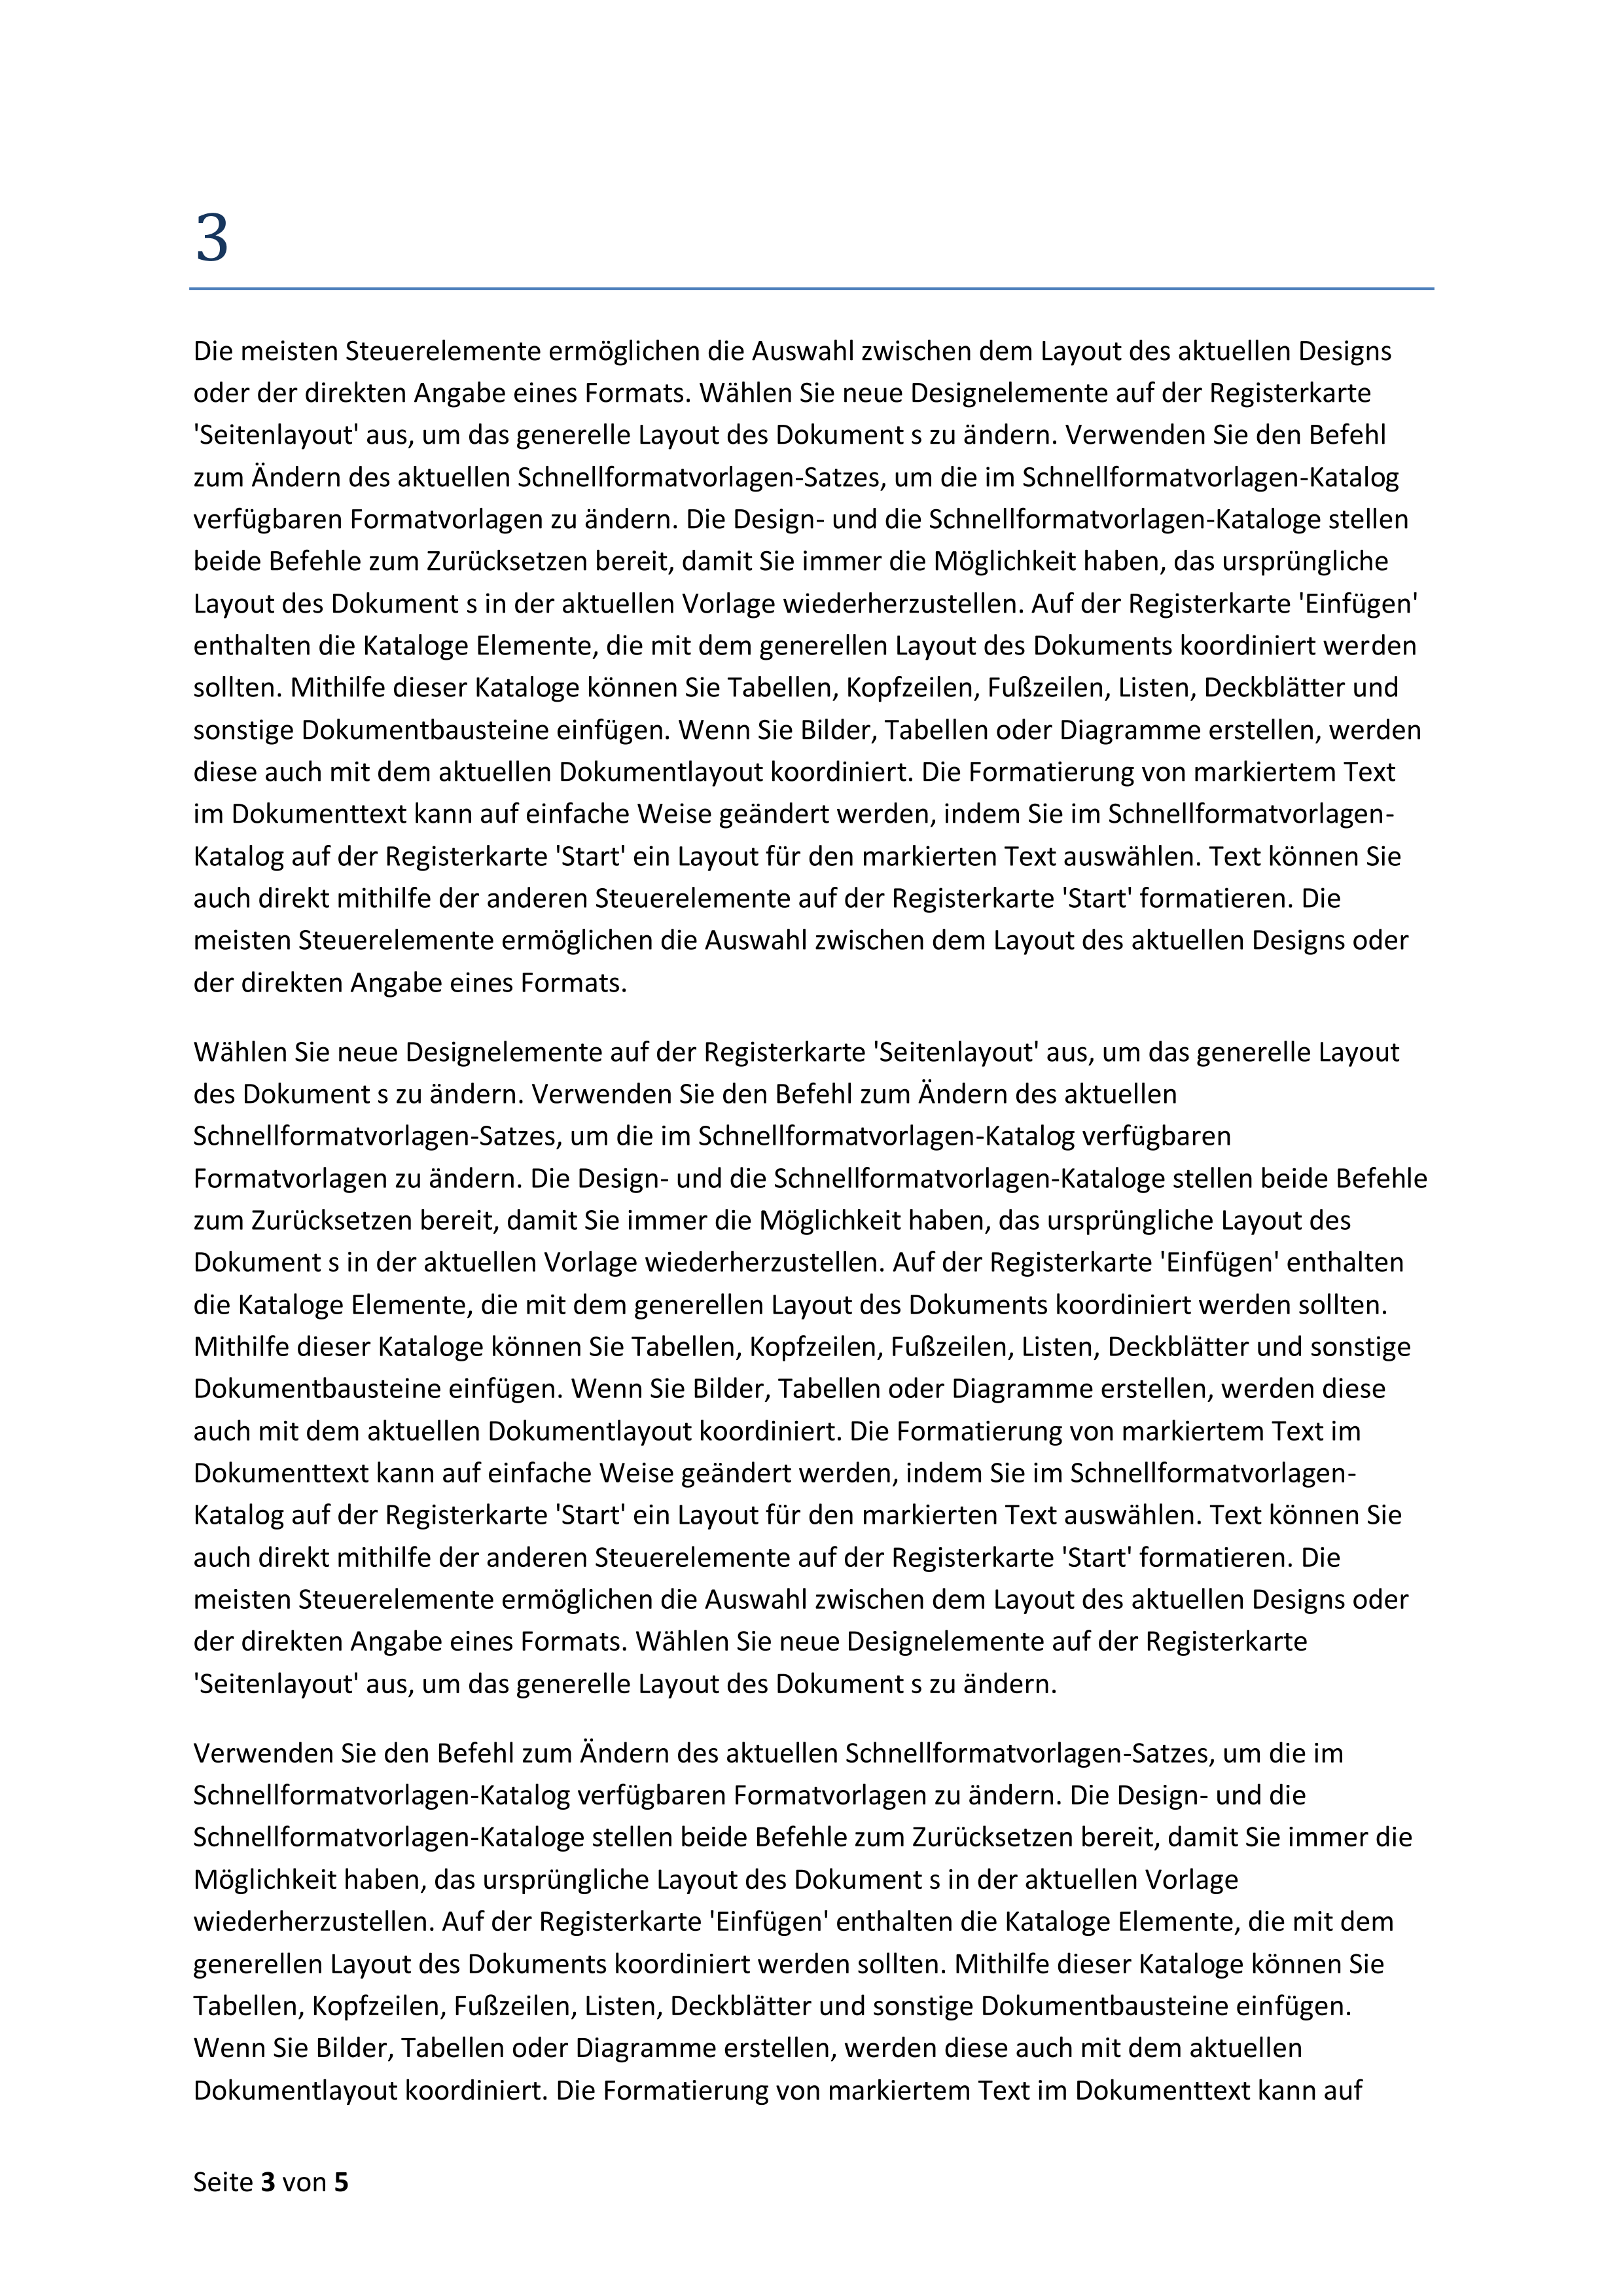 3
Die meisten Steuerelemente ermöglichen die Auswahl zwischen dem Layout des aktuellen Designs
oder der direkten Angabe eines Formats. Wählen Sie neue Designelemente auf der Registerkarte
'Seitenlayout' aus, um das generelle Layout des Dokument s zu ändern. Verwenden Sie den Befehl
zum Ändern des aktuellen Schnellformatvorlagen-Satzes, um die im Schnellformatvorlagen-Katalog
verfügbaren Formatvorlagen zu ändern. Die Design- und die Schnellformatvorlagen-Kataloge stellen
beide Befehle zum Zurücksetzen bereit, damit Sie immer die Möglichkeit haben, das ursprüngliche
Layout des Dokument s in der aktuellen Vorlage wiederherzustellen. Auf der Registerkarte 'Einfügen'
enthalten die Kataloge Elemente, die mit dem generellen Layout des Dokuments koordiniert werden
sollten. Mithilfe dieser Kataloge können Sie Tabellen, Kopfzeilen, Fußzeilen, Listen, Deckblätter und
sonstige Dokumentbausteine einfügen. Wenn Sie Bilder, Tabellen oder Diagramme erstellen, werden
diese auch mit dem aktuellen Dokumentlayout koordiniert. Die Formatierung von markiertem Text
im Dokumenttext kann auf einfache Weise geändert werden, indem Sie im Schnellformatvorlagen-
Katalog auf der Registerkarte 'Start' ein Layout für den markierten Text auswählen. Text können Sie
auch direkt mithilfe der anderen Steuerelemente auf der Registerkarte 'Start' formatieren. Die
meisten Steuerelemente ermöglichen die Auswahl zwischen dem Layout des aktuellen Designs oder
der direkten Angabe eines Formats.
Wählen Sie neue Designelemente auf der Registerkarte 'Seitenlayout' aus, um das generelle Layout
des Dokument s zu ändern. Verwenden Sie den Befehl zum Ändern des aktuellen
Schnellformatvorlagen-Satzes, um die im Schnellformatvorlagen-Katalog verfügbaren
Formatvorlagen zu ändern. Die Design- und die Schnellformatvorlagen-Kataloge stellen beide Befehle
zum Zurücksetzen bereit, damit Sie immer die Möglichkeit haben, das ursprüngliche Layout des
Dokument s in der aktuellen Vorlage wiederherzustellen. Auf der Registerkarte 'Einfügen' enthalten
die Kataloge Elemente, die mit dem generellen Layout des Dokuments koordiniert werden sollten.
Mithilfe dieser Kataloge können Sie Tabellen, Kopfzeilen, Fußzeilen, Listen, Deckblätter und sonstige
Dokumentbausteine einfügen. Wenn Sie Bilder, Tabellen oder Diagramme erstellen, werden diese
auch mit dem aktuellen Dokumentlayout koordiniert. Die Formatierung von markiertem Text im
Dokumenttext kann auf einfache Weise geändert werden, indem Sie im Schnellformatvorlagen-
Katalog auf der Registerkarte 'Start' ein Layout für den markierten Text auswählen. Text können Sie
auch direkt mithilfe der anderen Steuerelemente auf der Registerkarte 'Start' formatieren. Die
meisten Steuerelemente ermöglichen die Auswahl zwischen dem Layout des aktuellen Designs oder
der direkten Angabe eines Formats. Wählen Sie neue Designelemente auf der Registerkarte
'Seitenlayout' aus, um das generelle Layout des Dokument s zu ändern.
Verwenden Sie den Befehl zum Ändern des aktuellen Schnellformatvorlagen-Satzes, um die im
Schnellformatvorlagen-Katalog verfügbaren Formatvorlagen zu ändern. Die Design- und die
Schnellformatvorlagen-Kataloge stellen beide Befehle zum Zurücksetzen bereit, damit Sie immer die
Möglichkeit haben, das ursprüngliche Layout des Dokument s in der aktuellen Vorlage
wiederherzustellen. Auf der Registerkarte 'Einfügen' enthalten die Kataloge Elemente, die mit dem
generellen Layout des Dokuments koordiniert werden sollten. Mithilfe dieser Kataloge können Sie
Tabellen, Kopfzeilen, Fußzeilen, Listen, Deckblätter und sonstige Dokumentbausteine einfügen.
Wenn Sie Bilder, Tabellen oder Diagramme erstellen, werden diese auch mit dem aktuellen
Dokumentlayout koordiniert. Die Formatierung von markiertem Text im Dokumenttext kann auf
Seite 3 von 5